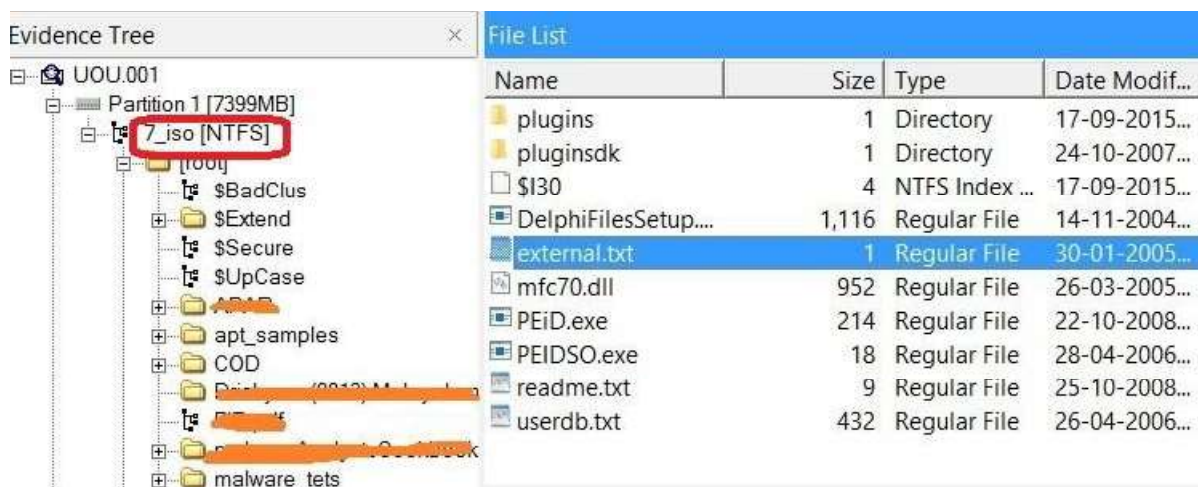 Evidence Tree
UOU.001
Partition 1 [7399MB]
7_iso [NTFS]
[root]
$BadClus
$Extend
$Secure
$UpCase
apt_samples
COD
malware_tets
File List
Name Size Type Date Modif...
plugins 1 Directory 17-09-2015...
pluginsdk 1 Directory 24-10-2007...
$I30 4 NTFS Index ... 17-09-2015...
DelphiFilesSetup.... 1,116 Regular File 14-11-2004...
external.txt 1 Regular File 30-01-2005...
mfc70.dll 952 Regular File 26-03-2005...
PEiD.exe 214 Regular File 22-10-2008...
PEIDSO.exe 18 Regular File 28-04-2006...
readme.txt 9 Regular File 25-10-2008...
userdb.txt 432 Regular File 26-04-2006...